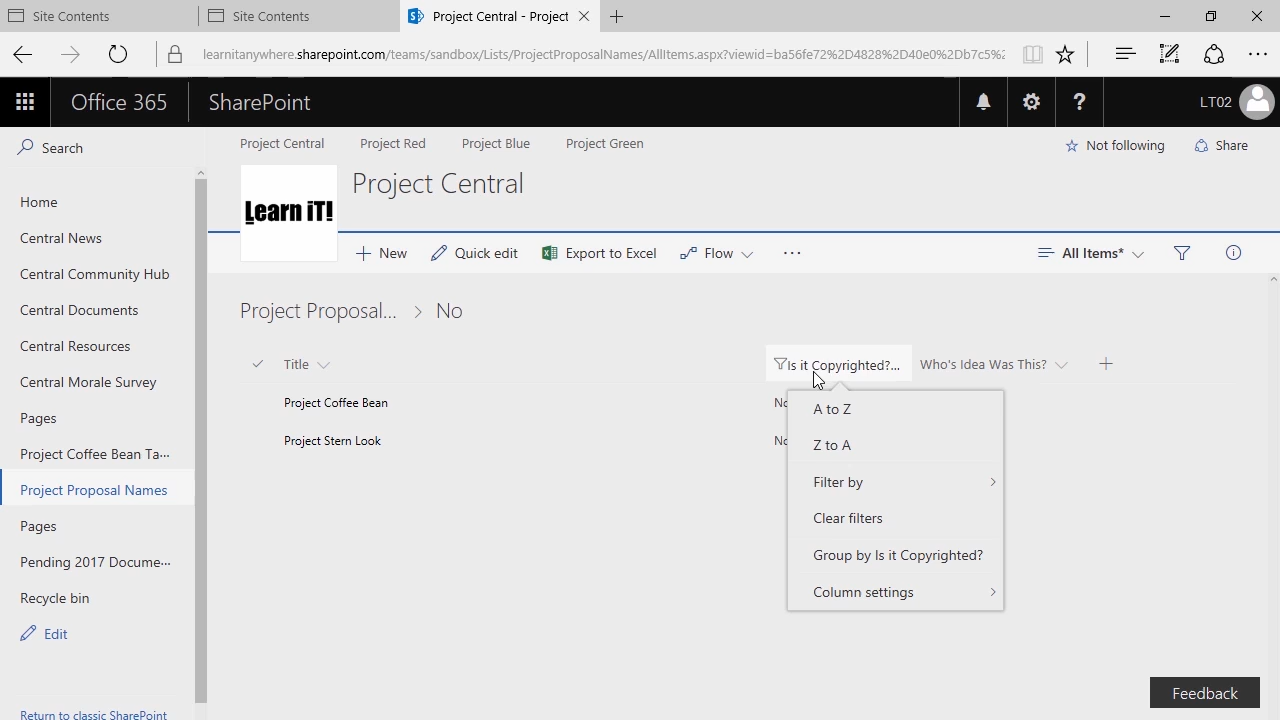 Site Contents
Site Contents
Project Central - Project
learnitanywhere.sharepoint.com/teams/sandbox/Lists/ProjectProposalNames/AllItems.aspx?viewid=ba56fe72%2D4828%2D40e0%2Db7c5%2
Office 365
SharePoint
LT02
Search
Project Central
Project Red
Project Blue
Project Green
Not following
Share
Learn iT!
Project Central
New
Quick edit
Export to Excel
Flow
...
All Items*
Home
Central News
Central Community Hub
Central Documents
Central Resources
Central Morale Survey
Pages
Project Coffee Bean Ta...
Project Proposal Names
Pages
Pending 2017 Docume...
Recycle bin
Edit
Return to classic SharePoint
Project Proposal... > No
Title
Is it Copyrighted?...
Who's Idea Was This?
Project Coffee Bean
Project Stern Look
A to Z
Z to A
Filter by
Clear filters
Group by Is it Copyrighted?
Column settings
Feedback